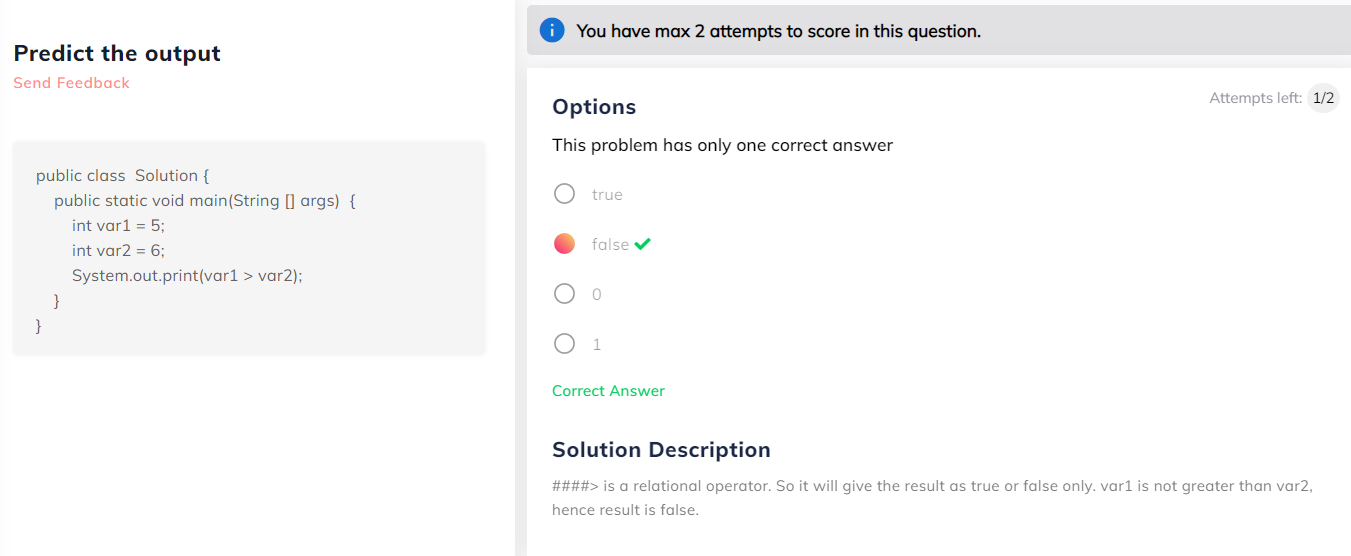 Predict the output
Send Feedback
public class  Solution {
    public static void main(String [] args)  {
        int var1 = 5;
        int var2 = 6;
        System.out.print(var1 > var2);
    }
}
You have max 2 attempts to score in this question.
Options
Attempts left: 1/2
This problem has only one correct answer
true
false
0
1
Correct Answer
Solution Description
####> is a relational operator. So it will give the result as true or false only. var1 is not greater than var2,
hence result is false.